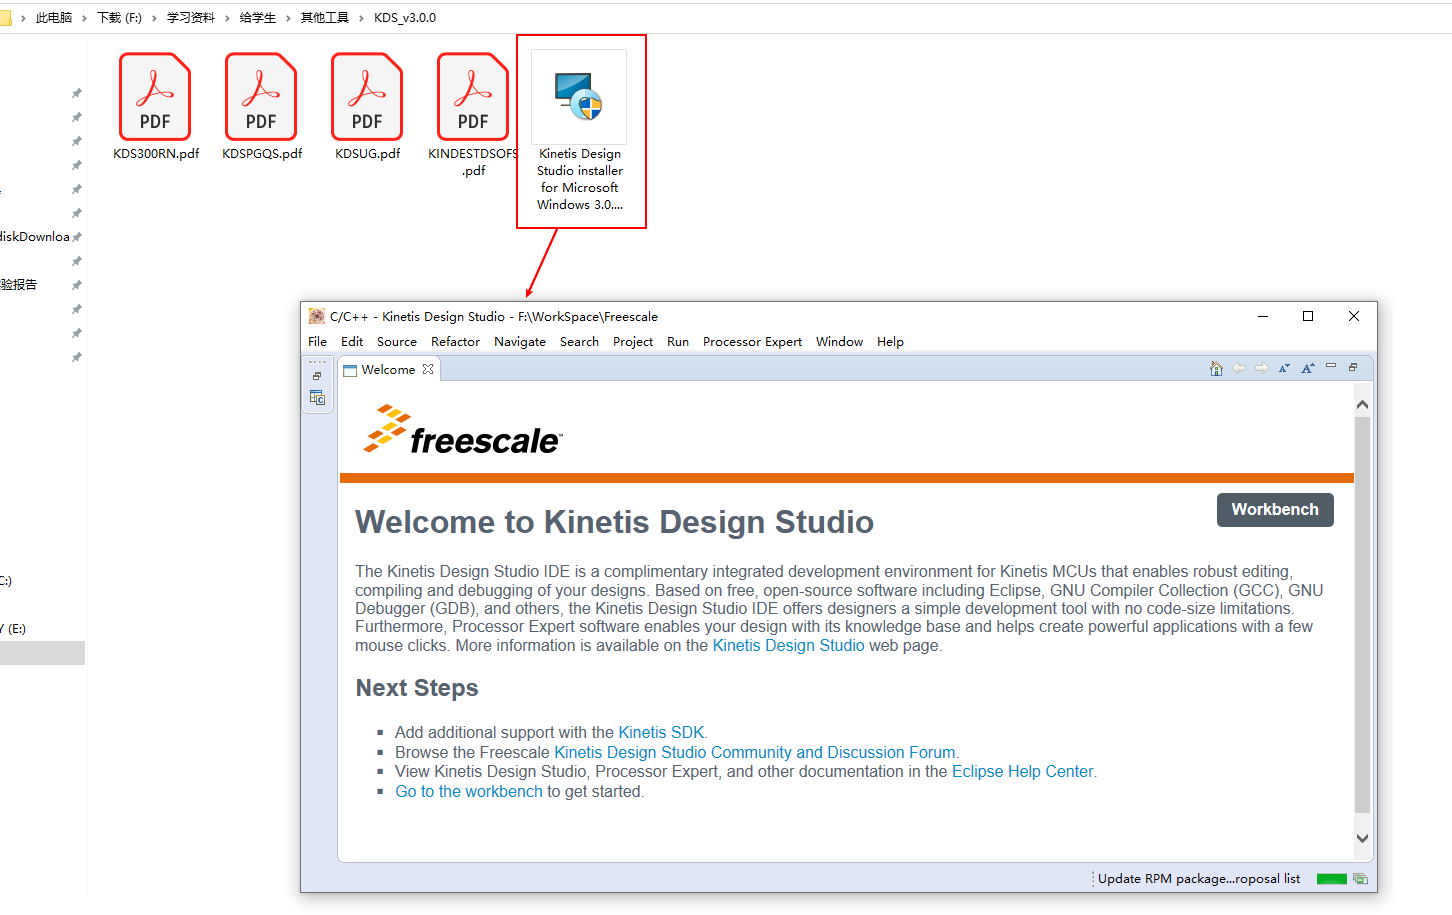 此电脑 › 下载 (F:) › 学习资料 › 给学生 › 其他工具 › KDS_v3.0.0
PDF
PDF
PDF
PDF
KDS300RN.pdf
KDSPGQS.pdf
KDSUG.pdf
KINDESTDSOFS
.pdf
Kinetis Design
Studio installer
for Microsoft
Windows 3.0....
diskDownloa
验报告
C:)
Y (E:)
C/C++ - Kinetis Design Studio - F:\WorkSpace\Freescale
File Edit Source Refactor Navigate Search Project Run Processor Expert Window Help
Welcome
freescale™
Workbench
Welcome to Kinetis Design Studio
The Kinetis Design Studio IDE is a complimentary integrated development environment for Kinetis MCUs that enables robust editing,
compiling and debugging of your designs. Based on free, open-source software including Eclipse, GNU Compiler Collection (GCC), GNU
Debugger (GDB), and others, the Kinetis Design Studio IDE offers designers a simple development tool with no code-size limitations.
Furthermore, Processor Expert software enables your design with its knowledge base and helps create powerful applications with a few
mouse clicks. More information is available on the Kinetis Design Studio web page.
Next Steps
▪ Add additional support with the Kinetis SDK.
▪ Browse the Freescale Kinetis Design Studio Community and Discussion Forum.
▪ View Kinetis Design Studio, Processor Expert, and other documentation in the Eclipse Help Center.
▪ Go to the workbench to get started.
Update RPM package...roposal list